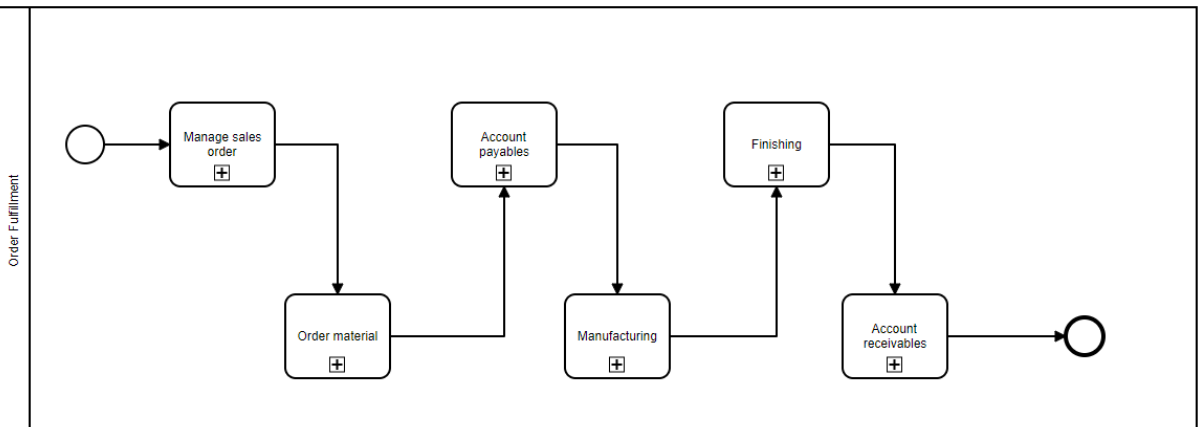 Order Fulfillment
Manage sales
order
Order material
Account
payables
Manufacturing
Finishing
Account
receivables